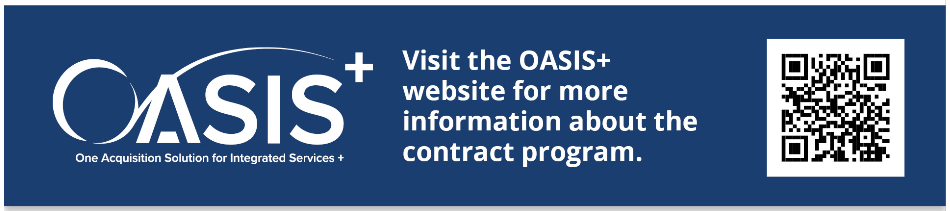 OASIS+
One Acquisition Solution for Integrated Services +
Visit the OASIS+
website for more
information about the
contract program.